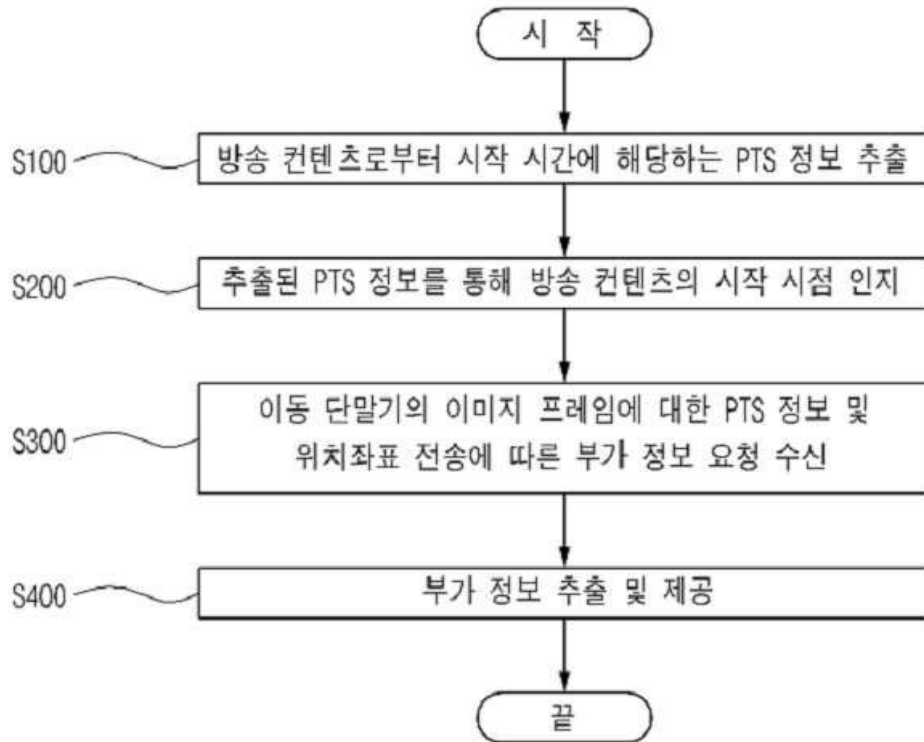 시 작
S100 방송 컨텐츠로부터 시작 시간에 해당하는 PTS 정보 추출
S200 추출된 PTS 정보를 통해 방송 컨텐츠의 시작 시점 인지
S300 이동 단말기의 이미지 프레임에 대한 PTS 정보 및
위치좌표 전송에 따른 부가 정보 요청 수신
S400 부가 정보 추출 및 제공
끝